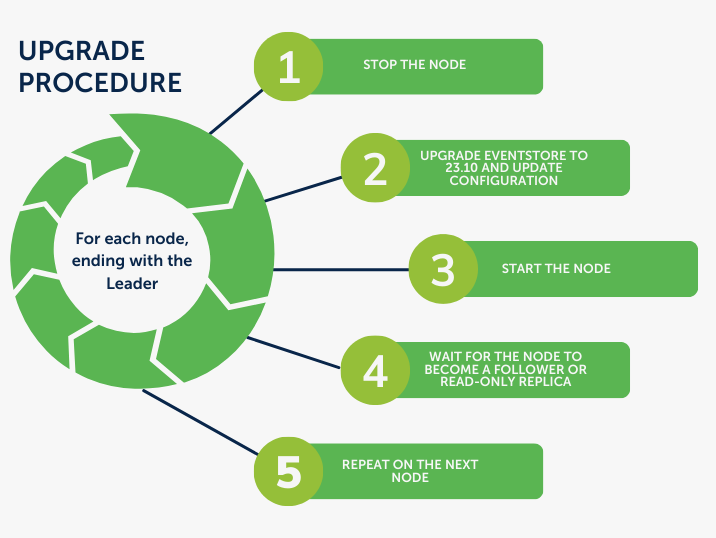 UPGRADE
PROCEDURE
1
STOP THE NODE
2
UPGRADE EVENTSTORE TO
23.10 AND UPDATE
CONFIGURATION
For each node,
ending with the
Leader
3
START THE NODE
4
WAIT FOR THE NODE TO
BECOME A FOLLOWER OR
READ-ONLY REPLICA
5
REPEAT ON THE NEXT
NODE